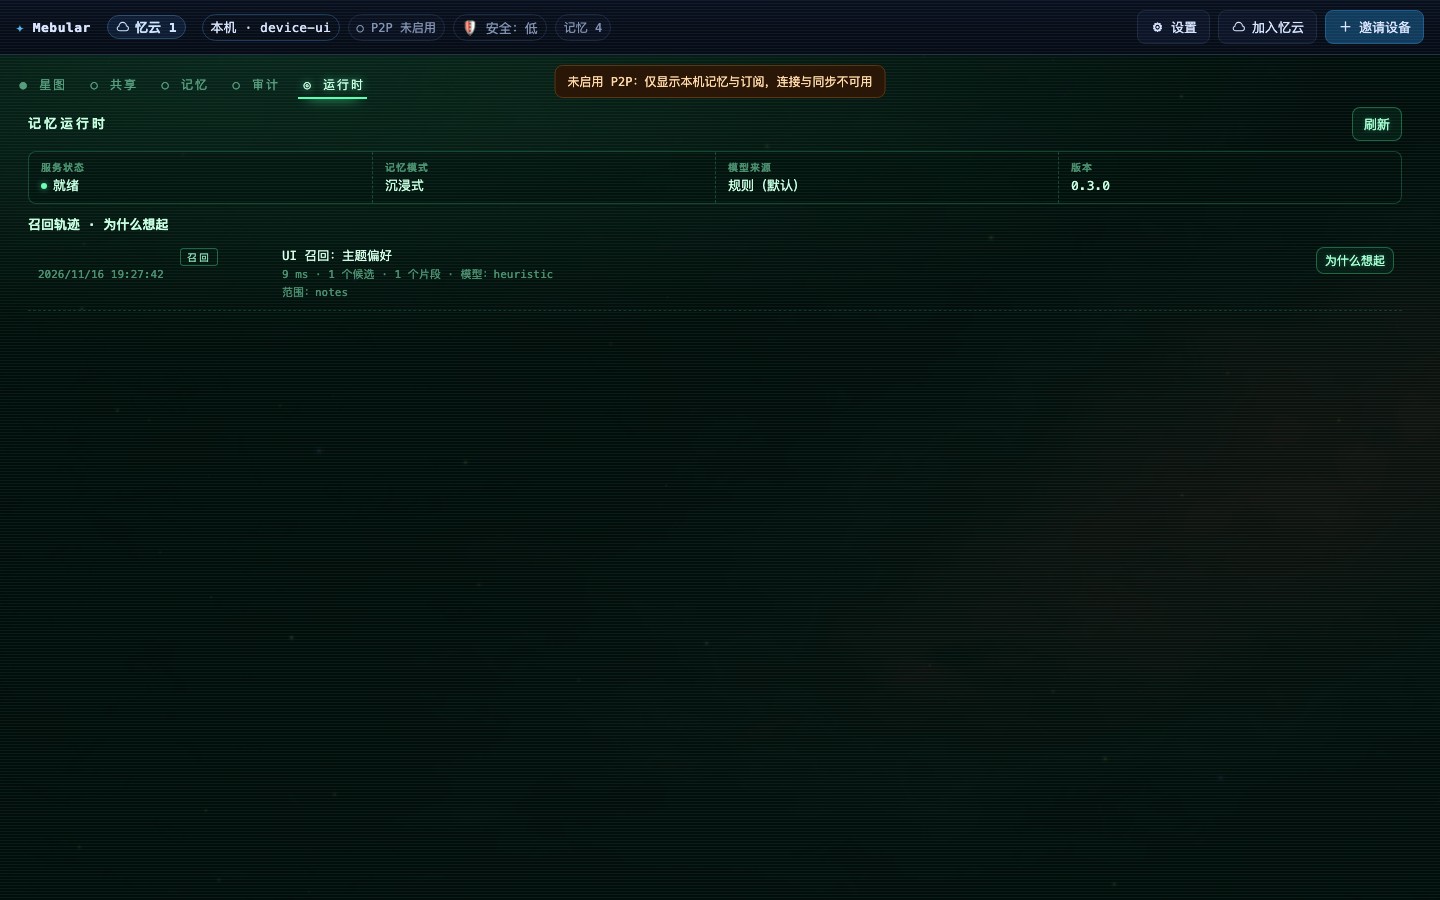 Mebular
忆云 1
本机 · device-ui
P2P 未启用
安全: 低
记忆 4
设置
加入忆云
+ 邀请设备
星图
共享
记忆
审计
运行时
未启用 P2P: 仅显示本机记忆与订阅, 连接与同步不可用
记忆运行时
刷新
服务状态
就绪
记忆模式
沉浸式
模型来源
规则 (默认)
版本
0.3.0
召回轨迹 · 为什么想起
2026/11/16 19:27:42
召回
UI 召回: 主题偏好
9 ms · 1 个候选 · 1 个片段 · 模型: heuristic
范围: notes
为什么想起